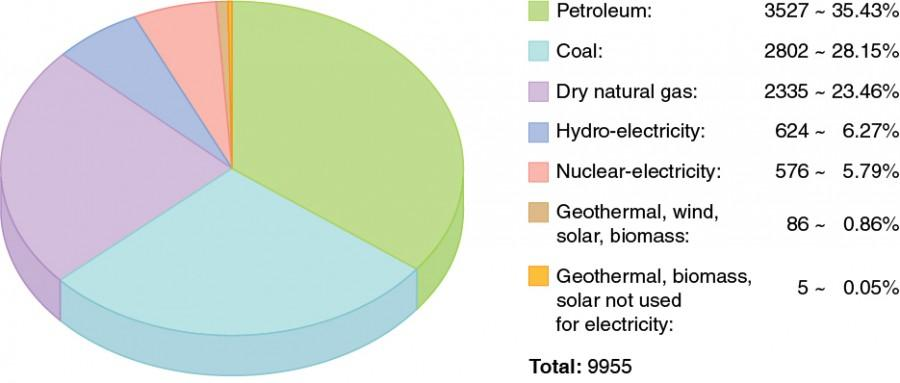 Petroleum: 3527 ~ 35.43%
Coal: 2802 ~ 28.15%
Dry natural gas: 2335 ~ 23.46%
Hydro-electricity: 624 ~ 6.27%
Nuclear-electricity: 576 ~ 5.79%
Geothermal, wind,
solar, biomass: 86 ~ 0.86%
Geothermal, biomass,
solar not used 5 ~ 0.05%
for electricity:
Total: 9955